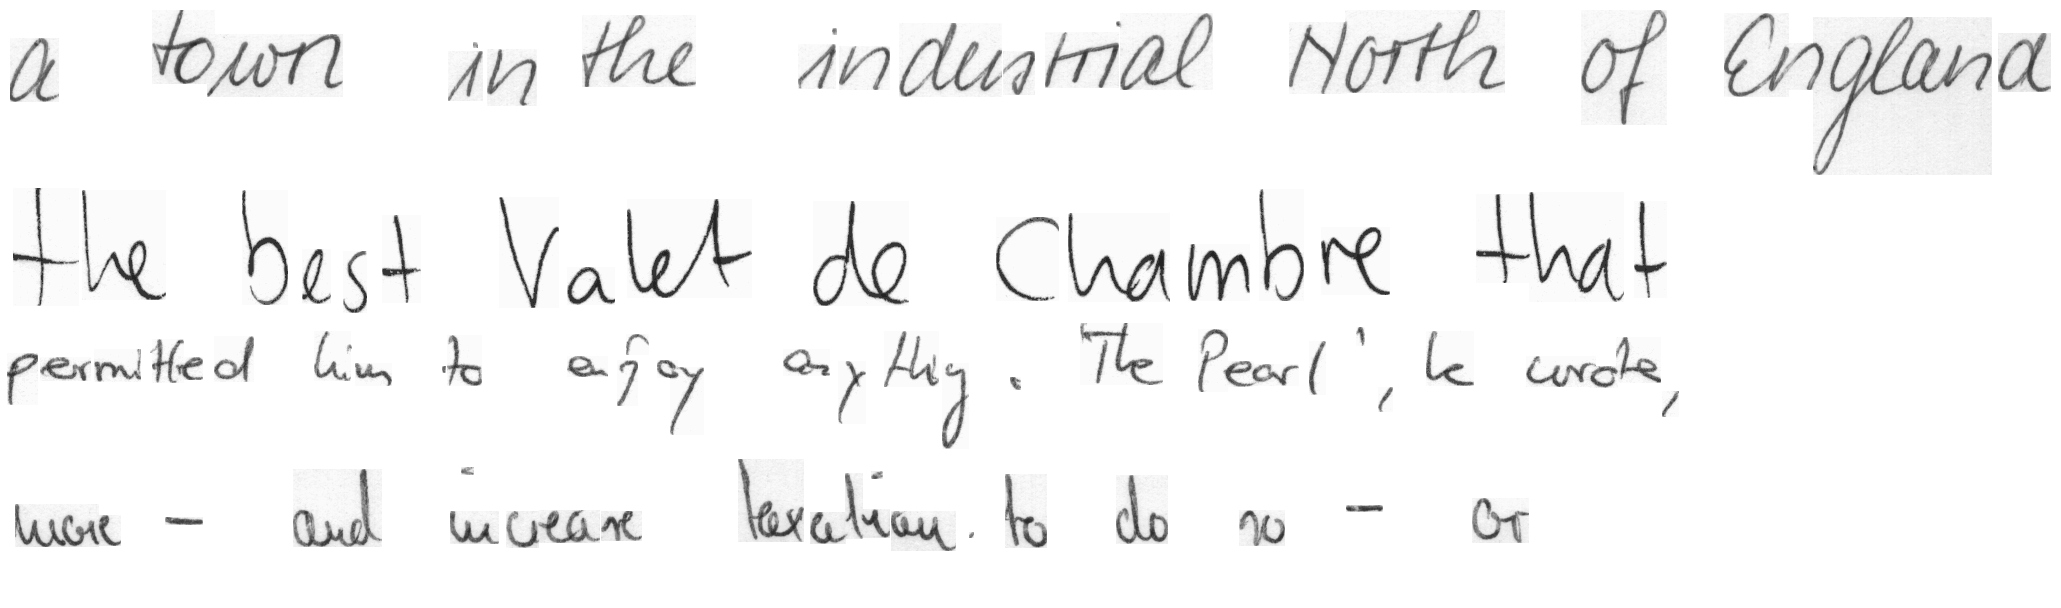 a town in the industrial North of England
the best Valet de Chambre that
permitted him to enjoy anything. 'The Pearl', he wrote,
more - and increase taxation to do so - or